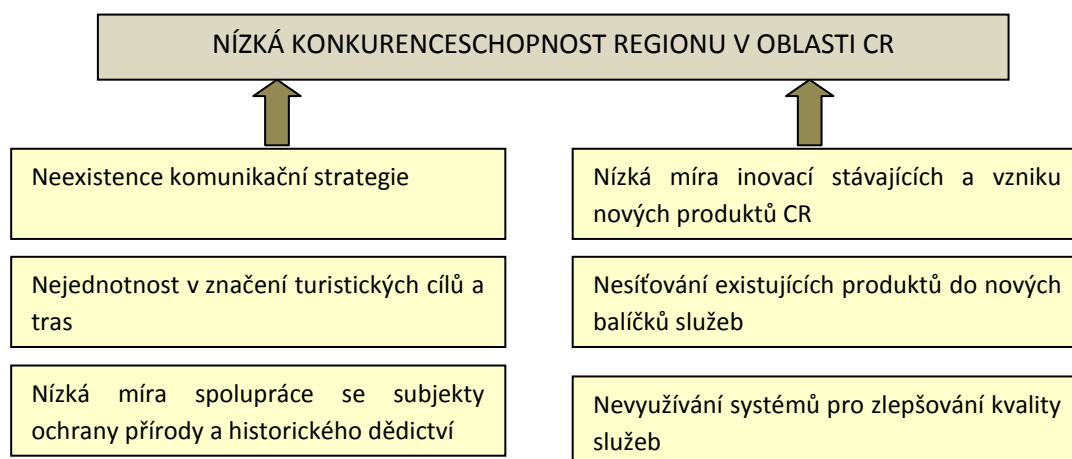 NÍZKÁ KONKURENCESCHOPNOST REGIONU V OBLASTI CR
Neexistence komunikační strategie
Nejednotnost v značení turistických cílů a
tras
Nízká míra spolupráce se subjekty
ochrany přírody a historického dědictví
Nízká míra inovací stávajících a vzniku
nových produktů CR
Nesíťování existujících produktů do nových
balíčků služeb
Nevyužívání systémů pro zlepšování kvality
služeb